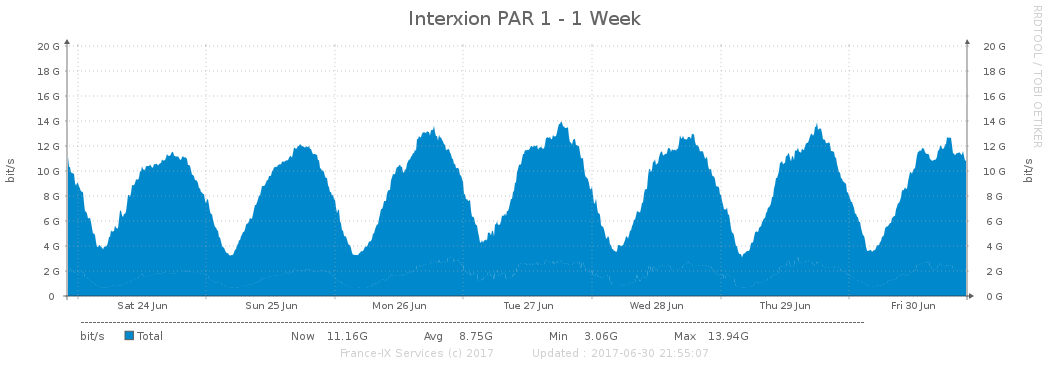 Interxion PAR 1 - 1 Week
RRDTOOL / TOBI OETIKER
20 G 20 G
18 G 18 G
16 G 16 G
14 G 14 G
12 G 12 G
10 G 10 G
8 G 8 G
6 G 6 G
4 G 4 G
2 G 2 G
0 0 G
bit/s
bit/s
Sat 24 Jun Sun 25 Jun Mon 26 Jun Tue 27 Jun Wed 28 Jun Thu 29 Jun Fri 30 Jun
bit/s Total Now 11.16G Avg 8.75G Min 3.06G Max 13.94G
France-IX Services (c) 2017 Updated : 2017-06-30 21:55:07